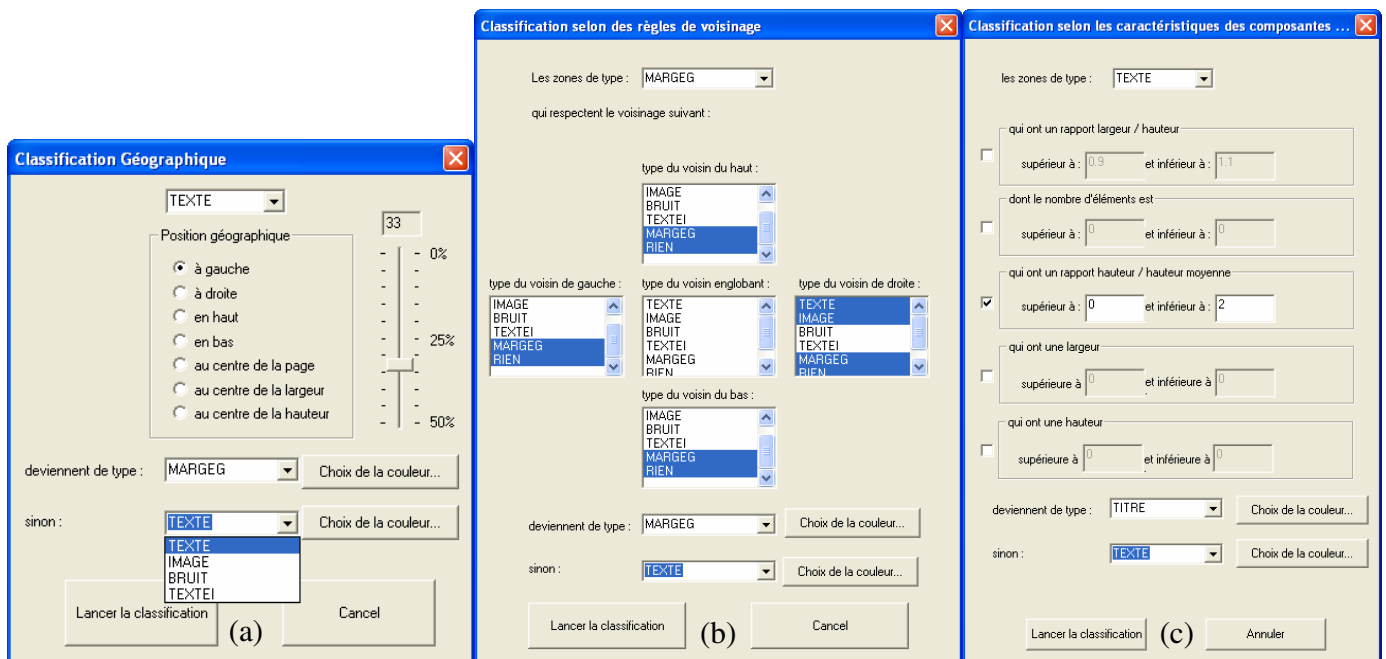 Classification Géographique
TEXTE
33
Position géographique
à gauche
à droite
en haut
en bas
au centre de la page
au centre de la largeur
au centre de la hauteur
0%
25%
50%
deviennent de type :
MARGEG
Choix de la couleur...
sinon :
TEXTE
Choix de la couleur...
TEXTE
IMAGE
BRUIT
TEXTEI
Lancer la classification
Cancel
(a)
Classification selon des règles de voisinage
Les zones de type :
MARGEG
qui respectent le voisinage suivant :
type du voisin du haut :
IMAGE
BRUIT
TEXTEI
MARGEG
RIEN
type du voisin de gauche :
IMAGE
BRUIT
TEXTEI
MARGEG
RIEN
type du voisin englobant :
TEXTE
IMAGE
BRUIT
TEXTEI
MARGEG
RIEN
type du voisin de droite :
TEXTE
IMAGE
BRUIT
TEXTEI
MARGEG
RIEN
type du voisin du bas :
IMAGE
BRUIT
TEXTEI
MARGEG
RIEN
deviennent de type :
MARGEG
Choix de la couleur...
sinon :
TEXTE
Choix de la couleur...
Lancer la classification
(b)
Cancel
Classification selon les caractéristiques des composantes ...
les zones de type :
TEXTE
qui ont un rapport largeur / hauteur
supérieur à : 0.9 et inférieur à : 1.1
dont le nombre d'éléments est
supérieur à : 0 et inférieur à : 0
qui ont un rapport hauteur / hauteur moyenne
supérieur à : 0 et inférieur à : 2
qui ont une largeur
supérieure à 0 et inférieure à 0
qui ont une hauteur
supérieure à 0 et inférieure à 0
deviennent de type :
TITRE
Choix de la couleur...
sinon :
TEXTE
Choix de la couleur...
Lancer la classification
(c)
Annuler